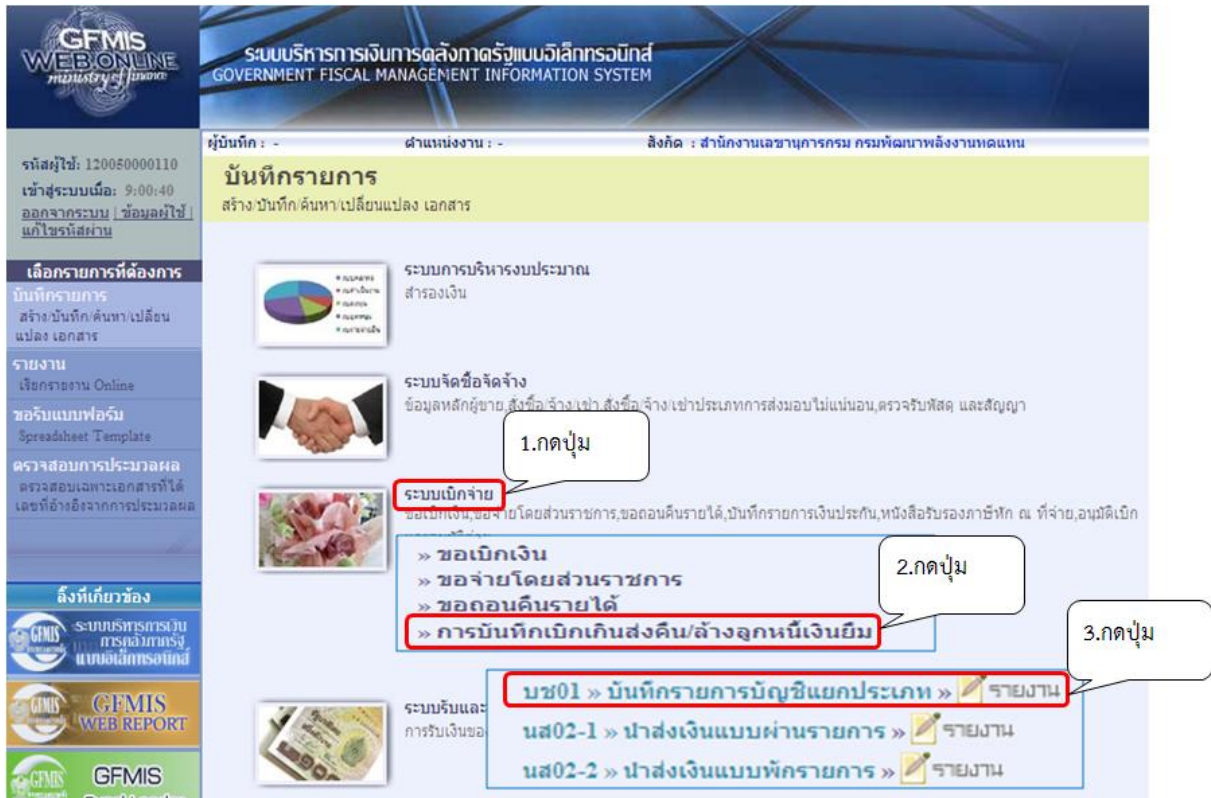 GFMIS
WEB ONLINE
ministry of finance
ระบบบริหารการเงินการคลังภาครัฐแบบอิเล็กทรอนิกส์
GOVERNMENT FISCAL MANAGEMENT INFORMATION SYSTEM
ผู้บันทึก : - ตำแหน่งงาน : - สังกัด : สำนักงานเลขานุการกรม กรมพัฒนาพลังงานทดแทน
รหัสผู้ใช้: 120050000110
เข้าสู่ระบบเมื่อ: 9:00:40
ออกจากระบบ | ข้อมูลผู้ใช้ |
แก้ไขรหัสผ่าน
บันทึกรายการ
สร้าง/บันทึก/ค้นหา/เปลี่ยนแปลง เอกสาร
เลือกรายการที่ต้องการ
บันทึกรายการ
สร้าง/บันทึก/ค้นหา/เปลี่ยน
แปลง เอกสาร
รายงาน
เรียกรายงาน Online
ขอรับแบบฟอร์ม
Spreadsheet Template
ตรวจสอบการประมวลผล
ตรวจสอบเฉพาะเอกสารที่ได้
เลขที่อ้างอิงจากการประมวลผล
ระบบการบริหารงบประมาณ
สำรองเงิน
ระบบจัดซื้อจัดจ้าง
ข้อมูลหลักผู้ขาย,สั่งซื้อ/จ้าง/เช่า,สั่งซื้อ/จ้าง/เช่าประเภทการส่งมอบไม่แน่นอน,ตรวจรับพัสดุ และสัญญา
1.กดปุ่ม
ระบบเบิกจ่าย
ขอเบิกเงิน,ขอจ่ายโดยส่วนราชการ,ขอถอนคืนรายได้,บันทึกรายการเงินประกัน,หนังสือรับรองภาษีหัก ณ ที่จ่าย,อนุมัติเบิก
» ขอเบิกเงิน
» ขอจ่ายโดยส่วนราชการ
» ขอถอนคืนรายได้
» การบันทึกเบิกเกินส่งคืน/ล้างลูกหนี้เงินยืม
2.กดปุ่ม
3.กดปุ่ม
บช01 » บันทึกรายการบัญชีแยกประเภท » รายงาน
นส02-1 » นำส่งเงินแบบผ่านรายการ » รายงาน
นส02-2 » นำส่งเงินแบบพักรายการ » รายงาน
ระบบรับและ
การรับเงินของ
ลิ้งที่เกี่ยวข้อง
GFMIS
ระบบบริหารการเงิน
การคลังภาครัฐ
แบบอิเล็กทรอนิกส์
GFMIS
GFMIS
WEB REPORT
GFMIS
GFMIS